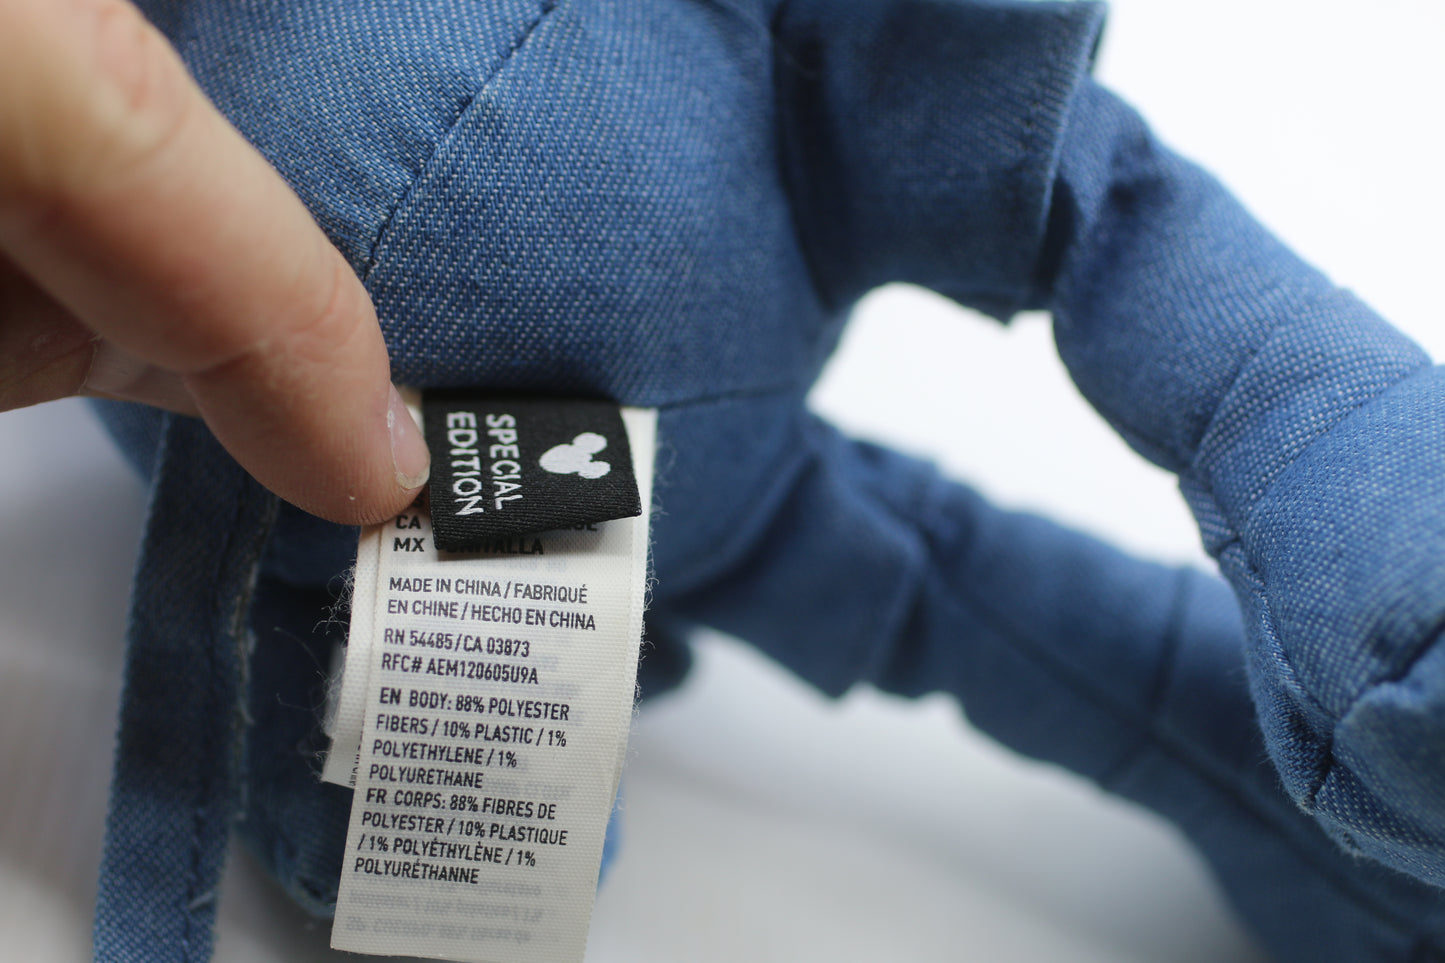 SPECIAL
EDITION
CA
MX
MADE IN CHINA / FABRIQUÉ
EN CHINE / HECHO EN CHINA
RN 54485 / CA 03873
RFC# AEM120605U9A
EN BODY: 88% POLYESTER
FIBERS / 10% PLASTIC / 1%
POLYETHYLENE / 1%
POLYURETHANE
FR CORPS: 88% FIBRES DE
POLYESTER / 10% PLASTIQUE
/ 1% POLYÉTHYLÈNE / 1%
POLYURÉTHANNE